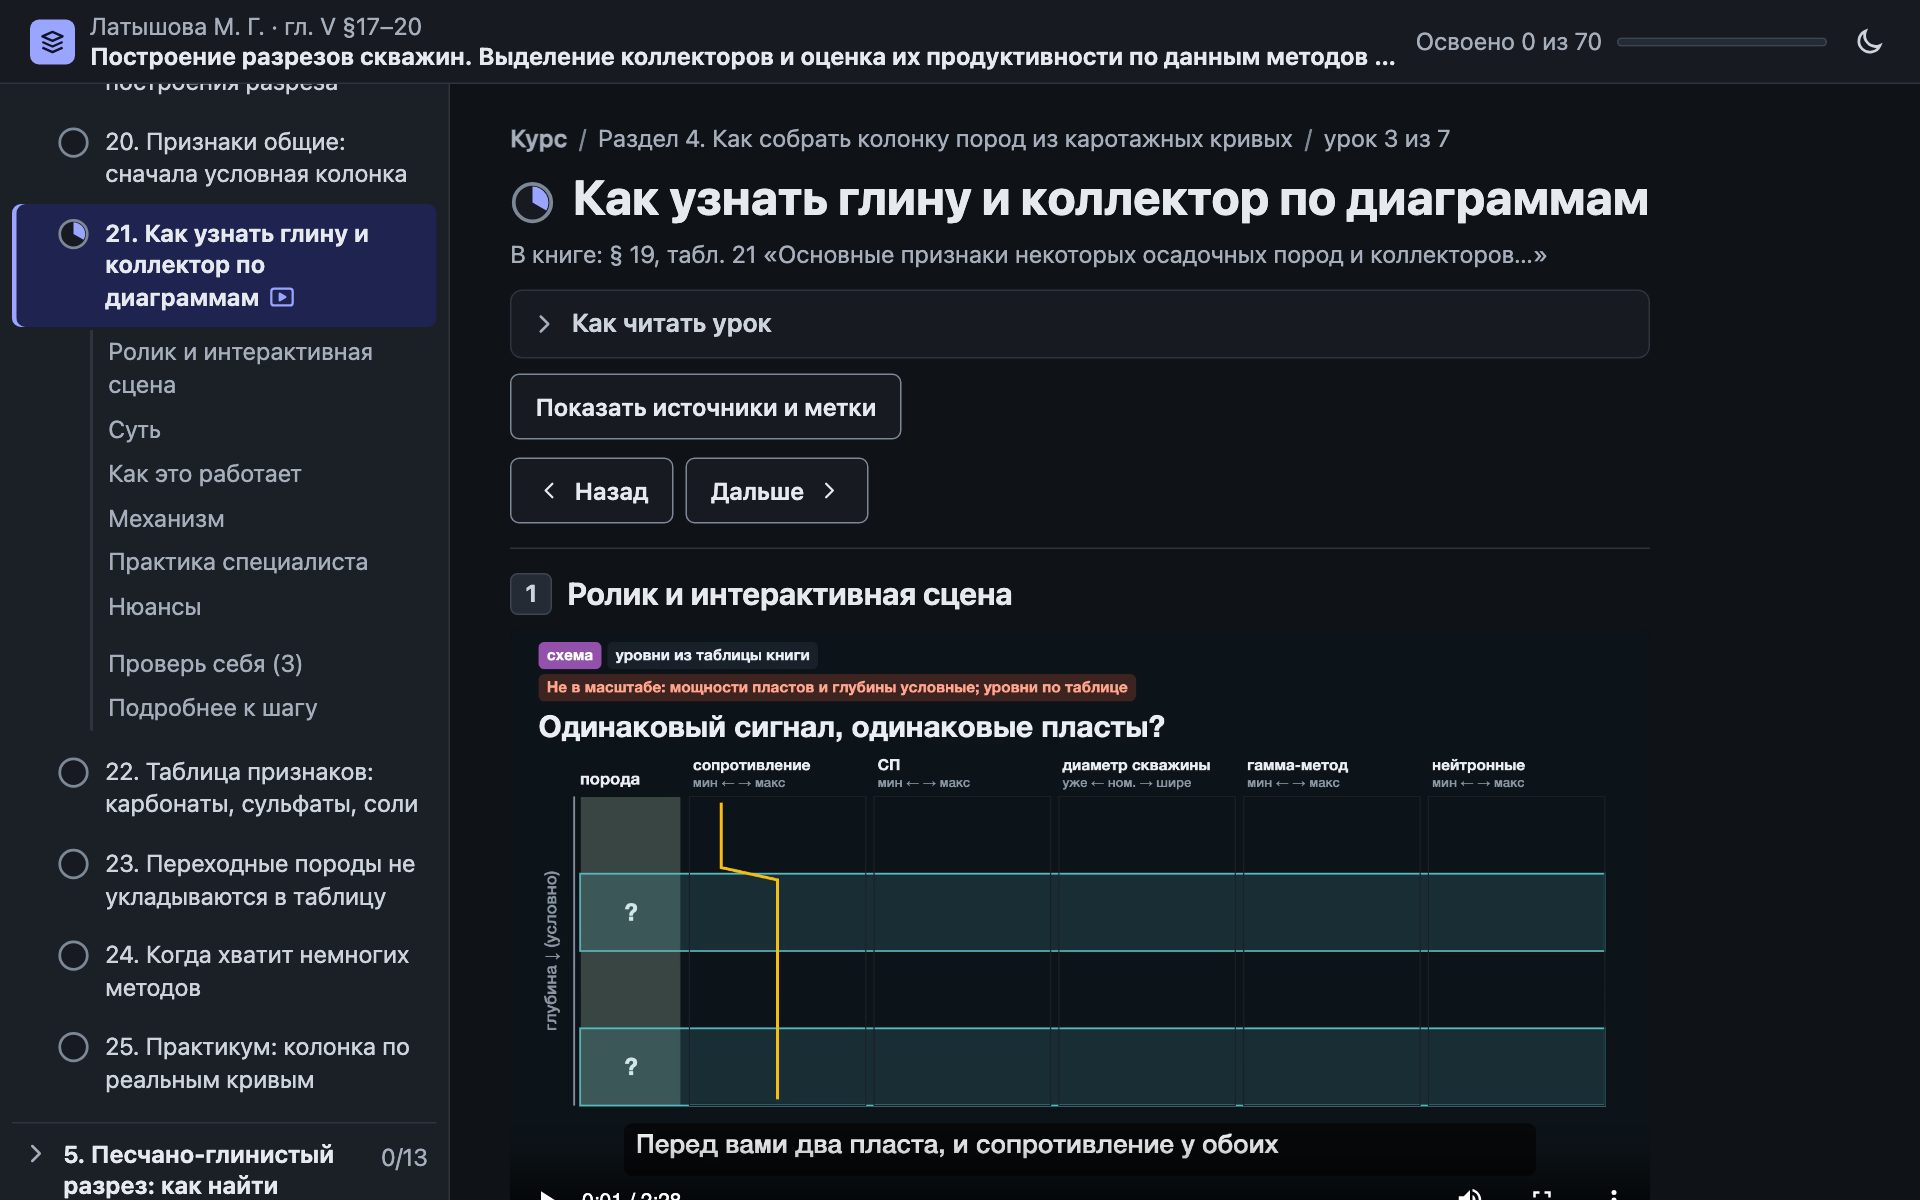 Латышова М. Г. · гл. V §17–20
Построение разрезов скважин. Выделение коллекторов и оценка их продуктивности по данным методов ...
Освоено 0 из 70
построения разреза
20. Признаки общие:
сначала условная колонка
21. Как узнать глину и
коллектор по
диаграммам
Ролик и интерактивная
сцена
Суть
Как это работает
Механизм
Практика специалиста
Нюансы
Проверь себя (3)
Подробнее к шагу
22. Таблица признаков:
карбонаты, сульфаты, соли
23. Переходные породы не
укладываются в таблицу
24. Когда хватит немногих
методов
25. Практикум: колонка по
реальным кривым
5. Песчано-глинистый
разрез: как найти
0/13
Курс / Раздел 4. Как собрать колонку пород из каротажных кривых / урок 3 из 7
Как узнать глину и коллектор по диаграммам
В книге: § 19, табл. 21 «Основные признаки некоторых осадочных пород и коллекторов...»
Как читать урок
Показать источники и метки
Назад
Дальше
1 Ролик и интерактивная сцена
схема уровни из таблицы книги
Не в масштабе: мощности пластов и глубины условные; уровни по таблице
Одинаковый сигнал, одинаковые пласты?
порода
сопротивление
мин ← → макс
СП
мин ← → макс
диаметр скважины
уже ← ном. → шире
гамма-метод
мин ← → макс
нейтронные
мин ← → макс
глубина ↓ (условно)
?
?
Перед вами два пласта, и сопротивление у обоих
0:01 / 2:28